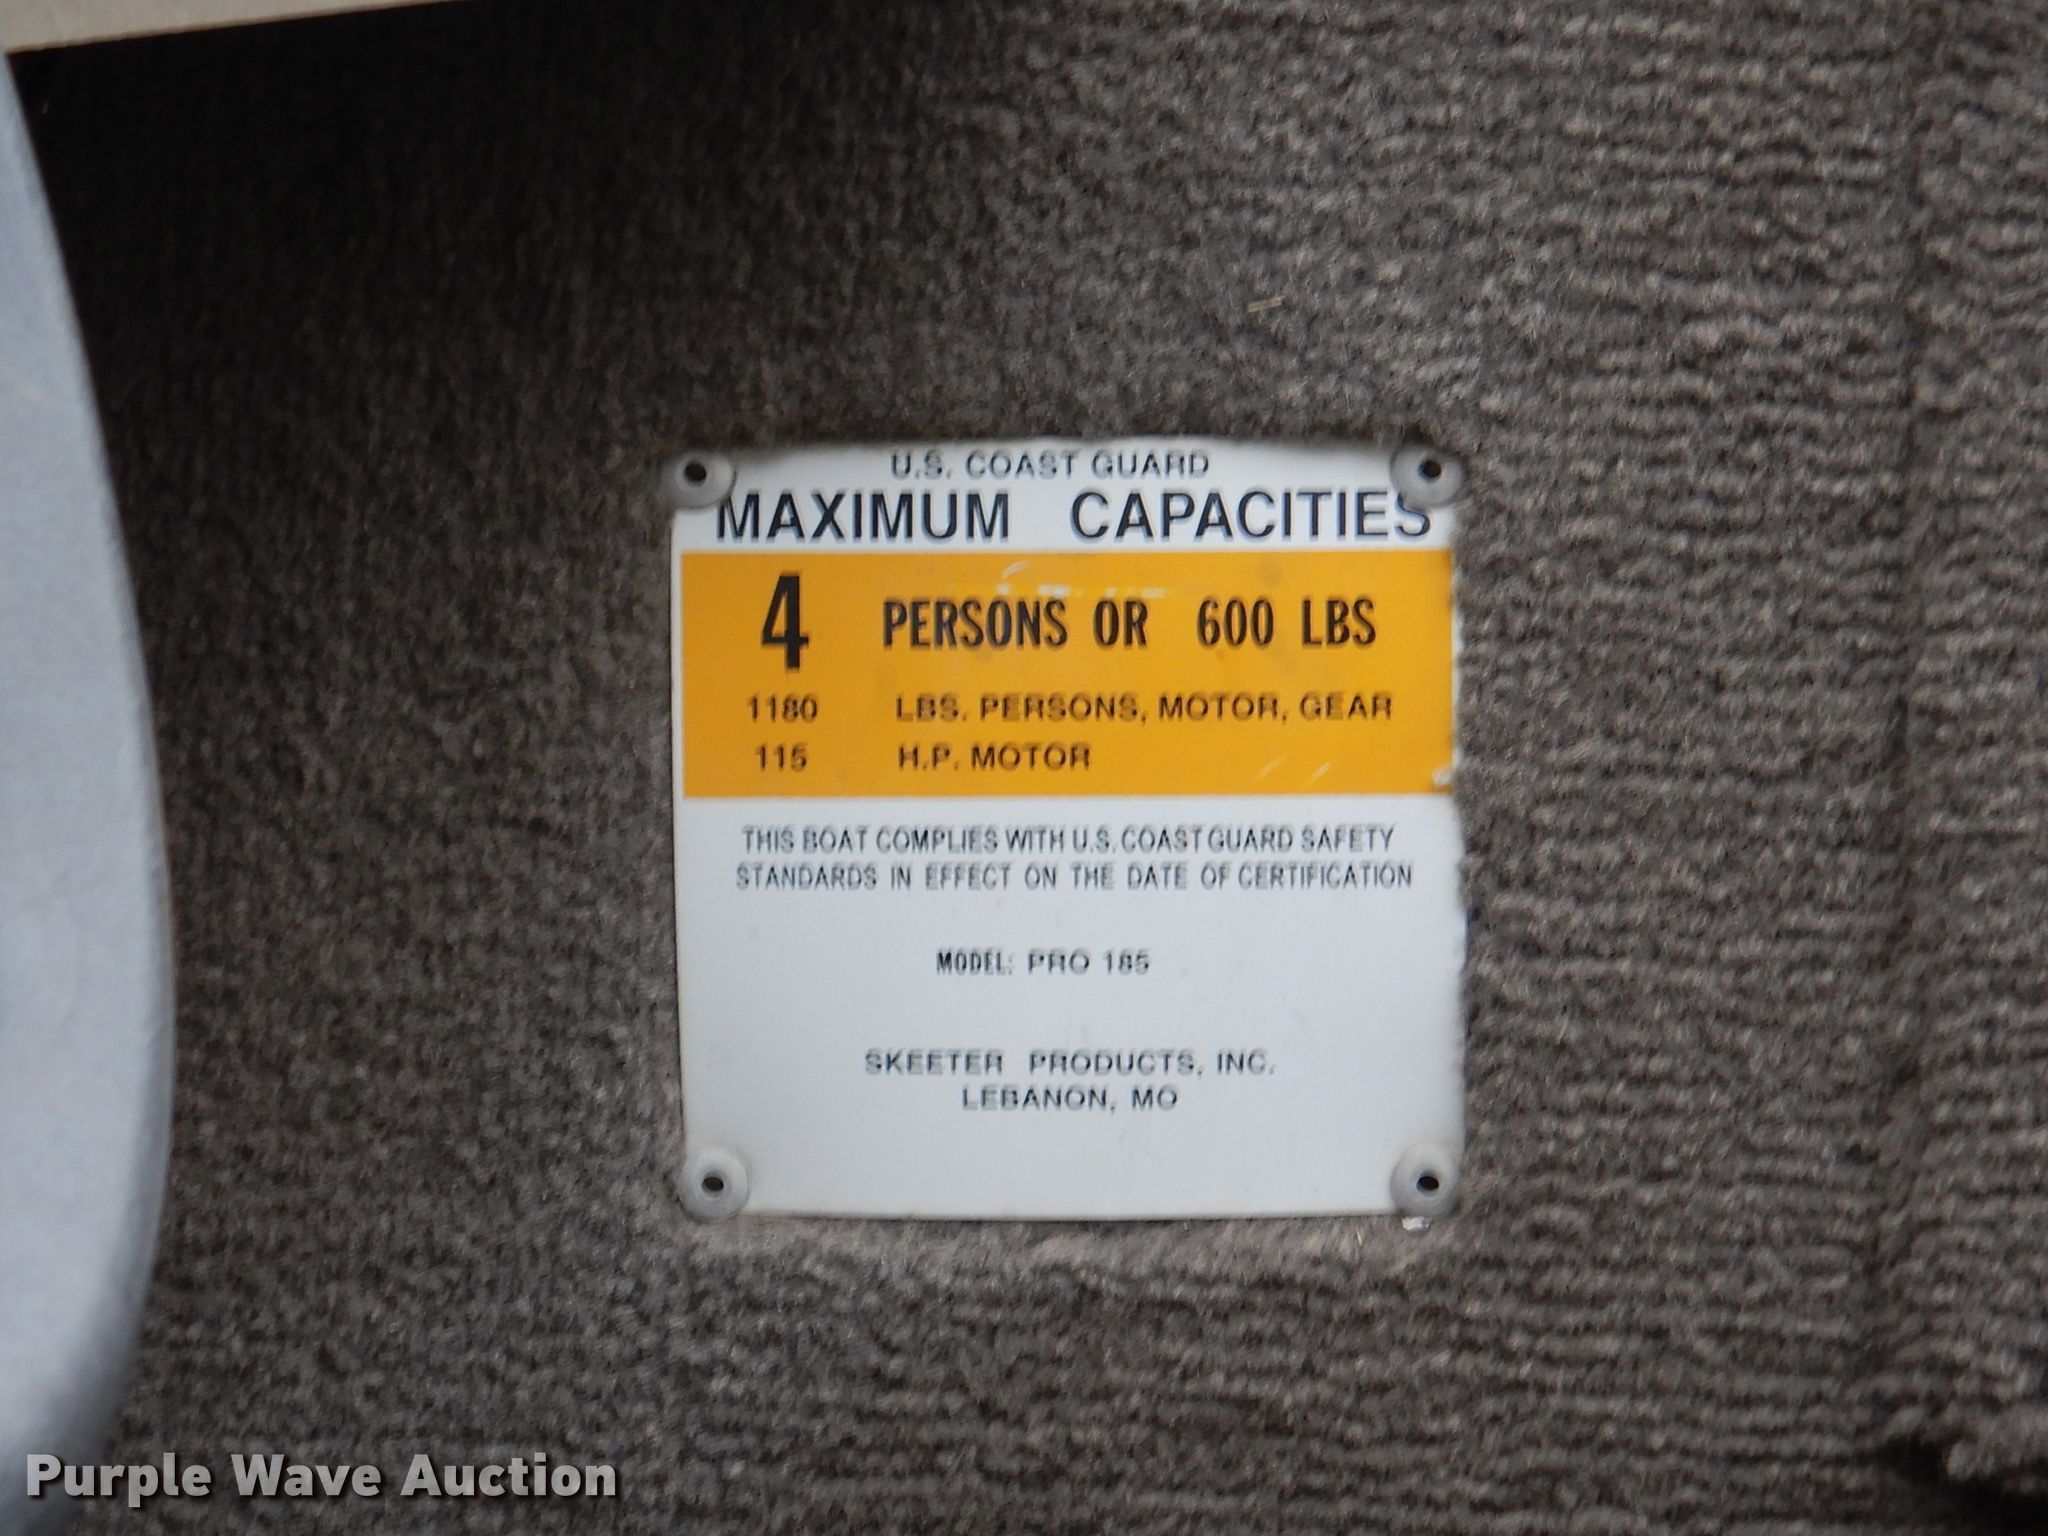 U.S. COAST GUARD
MAXIMUM CAPACITIES
4 PERSONS OR 600 LBS
1180 LBS. PERSONS, MOTOR, GEAR
115 H.P. MOTOR
THIS BOAT COMPLIES WITH U.S. COAST GUARD SAFETY
STANDARDS IN EFFECT ON THE DATE OF CERTIFICATION
MODEL: PRO 185
SKEETER PRODUCTS, INC.
LEBANON, MO
Purple Wave Auction